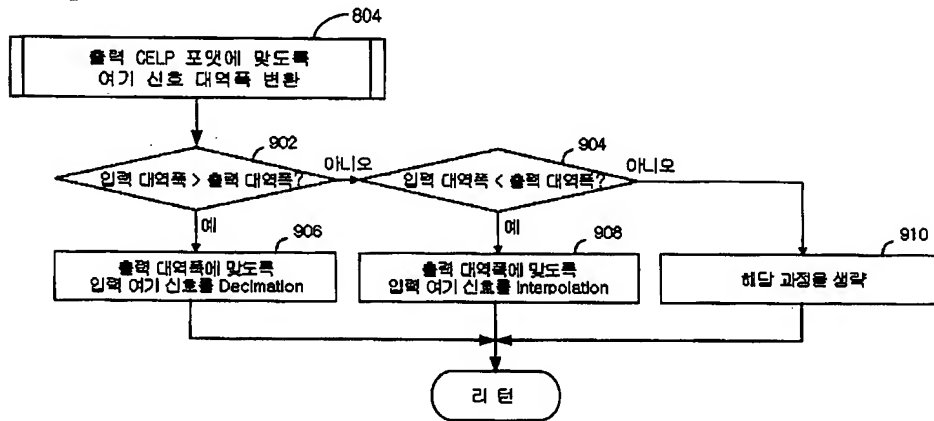 804
출력 CELP 포맷에 맞도록
여기 신호 대역폭 변환
902
입력 대역폭 > 출력 대역폭?
아니오
904
입력 대역폭 < 출력 대역폭?
아니오
예
예
906
출력 대역폭에 맞도록
입력 여기 신호를 Decimation
908
출력 대역폭에 맞도록
입력 여기 신호를 Interpolation
910
해당 과정을 생략
리 턴